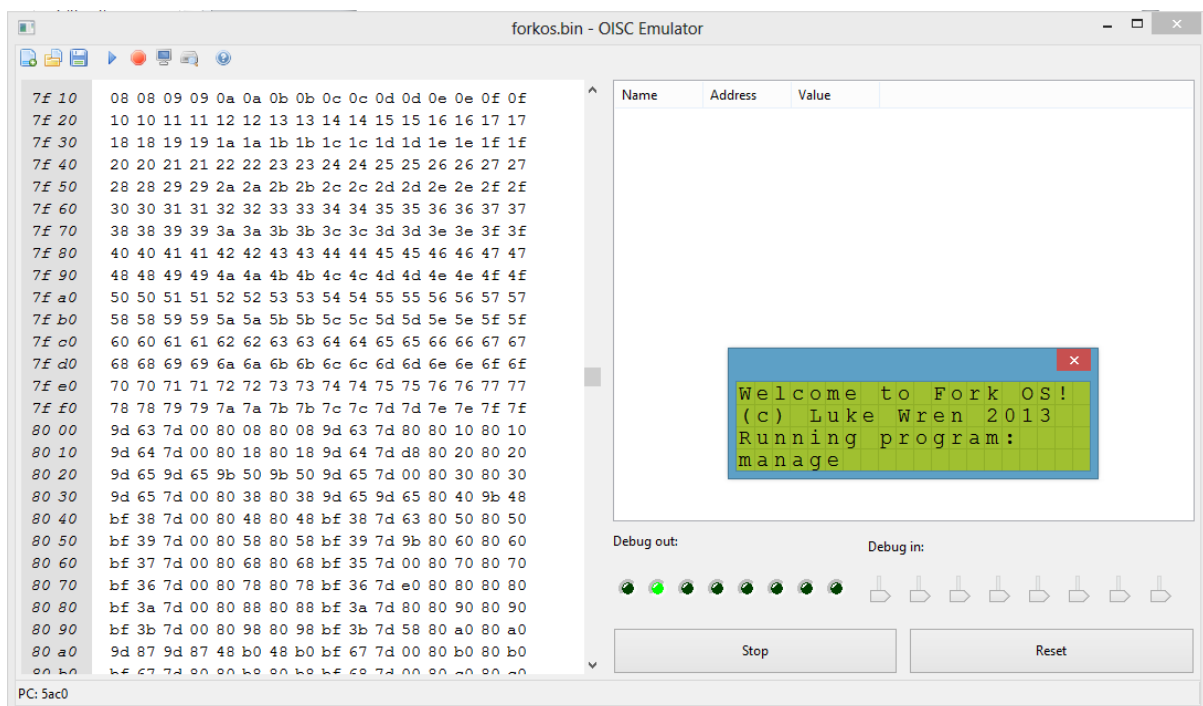 forkos.bin - OISC Emulator
7f 10 08 08 09 09 0a 0a 0b 0b 0c 0c 0d 0d 0e 0e 0f 0f
7f 20 10 10 11 11 12 12 13 13 14 14 15 15 16 16 17 17
7f 30 18 18 19 19 1a 1a 1b 1b 1c 1c 1d 1d 1e 1e 1f 1f
7f 40 20 20 21 21 22 22 23 23 24 24 25 25 26 26 27 27
7f 50 28 28 29 29 2a 2a 2b 2b 2c 2c 2d 2d 2e 2e 2f 2f
7f 60 30 30 31 31 32 32 33 33 34 34 35 35 36 36 37 37
7f 70 38 38 39 39 3a 3a 3b 3b 3c 3c 3d 3d 3e 3e 3f 3f
7f 80 40 40 41 41 42 42 43 43 44 44 45 45 46 46 47 47
7f 90 48 48 49 49 4a 4a 4b 4b 4c 4c 4d 4d 4e 4e 4f 4f
7f a0 50 50 51 51 52 52 53 53 54 54 55 55 56 56 57 57
7f b0 58 58 59 59 5a 5a 5b 5b 5c 5c 5d 5d 5e 5e 5f 5f
7f c0 60 60 61 61 62 62 63 63 64 64 65 65 66 66 67 67
7f d0 68 68 69 69 6a 6a 6b 6b 6c 6c 6d 6d 6e 6e 6f 6f
7f e0 70 70 71 71 72 72 73 73 74 74 75 75 76 76 77 77
7f f0 78 78 79 79 7a 7a 7b 7b 7c 7c 7d 7d 7e 7e 7f 7f
80 00 9d 63 7d 00 80 08 80 08 9d 63 7d 80 80 10 80 10
80 10 9d 64 7d 00 80 18 80 18 9d 64 7d d8 80 20 80 20
80 20 9d 65 9d 65 9b 50 9b 50 9d 65 7d 00 80 30 80 30
80 30 9d 65 7d 00 80 38 80 38 9d 65 9d 65 80 40 9b 48
80 40 bf 38 7d 00 80 48 80 48 bf 38 7d 63 80 50 80 50
80 50 bf 39 7d 00 80 58 80 58 bf 39 7d 9b 80 60 80 60
80 60 bf 37 7d 00 80 68 80 68 bf 35 7d 00 80 70 80 70
80 70 bf 36 7d 00 80 78 80 78 bf 36 7d e0 80 80 80 80
80 80 bf 3a 7d 00 80 88 80 88 bf 3a 7d 80 80 90 80 90
80 90 bf 3b 7d 00 80 98 80 98 bf 3b 7d 58 80 a0 80 a0
80 a0 9d 87 9d 87 48 b0 48 b0 bf 67 7d 00 80 b0 80 b0
80 b0 bf 67 7d 80 80 b8 80 b8 bf 68 7d 00 80 c0 80 c0
Name Address Value
Welcome to Fork OS!
(c) Luke Wren 2013
Running program:
manage
Debug out: Debug in:
Stop Reset
PC: 5ac0